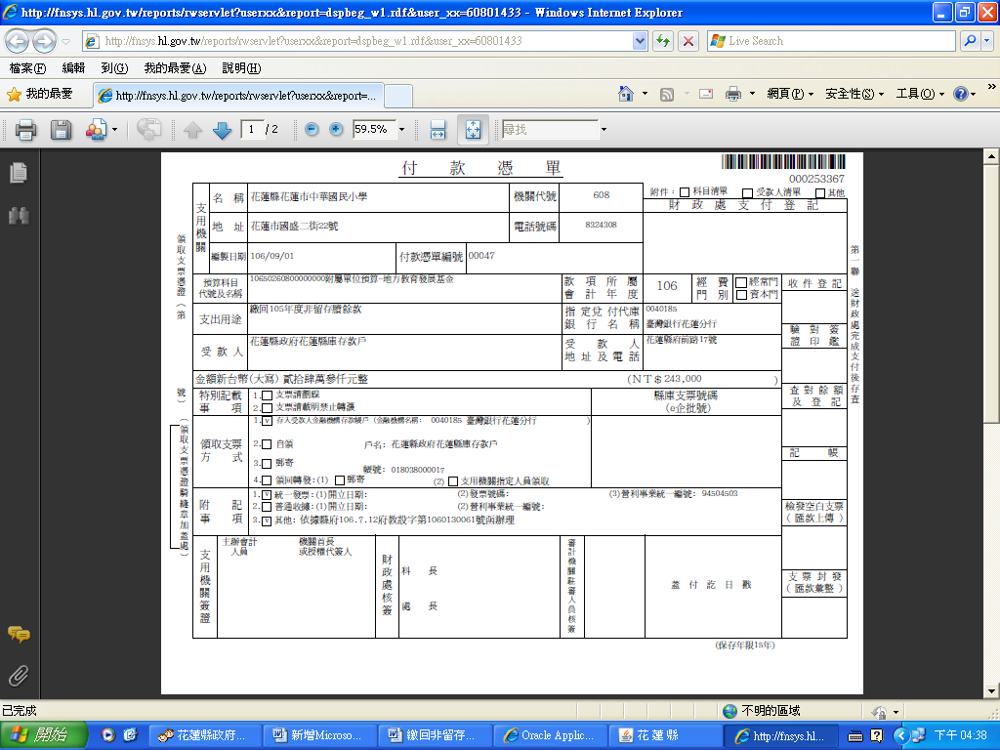 http://fnsys.hl.gov.tw/reports/rwservlet?userxx&report=dspbeg_w1.rdf&user_xx=60801433 - Windows Internet Explorer
http://fnsys.hl.gov.tw/reports/rwservlet?userxx&report=dspbeg_w1.rdf&user_xx=60801433
Live Search
檔案(F) 編輯 到(G) 我的最愛(A) 說明(H)
我的最愛
http://fnsys.hl.gov.tw/reports/rwservlet?userxx&report=...
網頁(P) 安全性(S) 工具(O)
1 / 2 59.5% 尋找
付款憑單
000253367
附件: 科目清單 受款人清單 其他
財政處支付登記
支用機關
名稱 花蓮縣花蓮市中華國民小學 機關代號 608
地址 花蓮市國盛二街22號 電話號碼 8324308
編製日期 106/09/01 付款憑單編號 00047
預算科目代號及名稱 10650260800000000附屬單位預算-地方教育發展基金
款項所屬會計年度 106 經費門別 經常門 資本門
收件登記
支出用途 繳回105年度非留存賸餘款
指定兌付代庫銀行名稱 0040185 臺灣銀行花蓮分行
受款人 花蓮縣政府花蓮縣庫存款戶
受款人地址及電話 花蓮縣府前路17號
驗對簽證印鑑
金額新台幣(大寫) 貳拾肆萬參仟元整 (NT$243,000 )
特別記載事項
1. 支票請劃線
2. 支票請載明禁止轉讓
縣庫支票號碼
(e企批號)
查對餘額及登記
領取支票方式
1. v 存入受款人金融機構存款帳戶 (金融機構名稱: 0040185 臺灣銀行花蓮分行 )
2. 自領 戶名: 花蓮縣政府花蓮縣庫存款戶
3. 郵寄
帳號: 018038000017
4. 領回轉發:(1) 郵寄 (2) 支用機關指定人員領取
記帳
附記事項
1. v 統一發票:(1)開立日期: (2)發票號碼: (3)營利事業統一編號: 94504503
2. 普通收據:(1)開立日期: (2)營利事業統一編號:
3. v 其他: 依據縣府106.7.12府教設字第1060130061號函辦理
檢發空白支票
(匯款上傳)
支用機關簽證
主辦會計人員
機關首長或授權代簽人
財政處核簽
科長
處長
審計機關駐審人員核簽
蓋付訖日戳
支票封發
(匯款彙整)
(保存年限15年)
領取支票憑證(第 號)
(領取支票憑證騎縫章加蓋處)
第一聯 送財政處完成支付後存查
已完成 不明的區域
開始 花蓮縣政府... 新增Microso... 繳回非留存... Oracle Applic... 花蓮縣 http://fnsys.hl... 下午 04:38